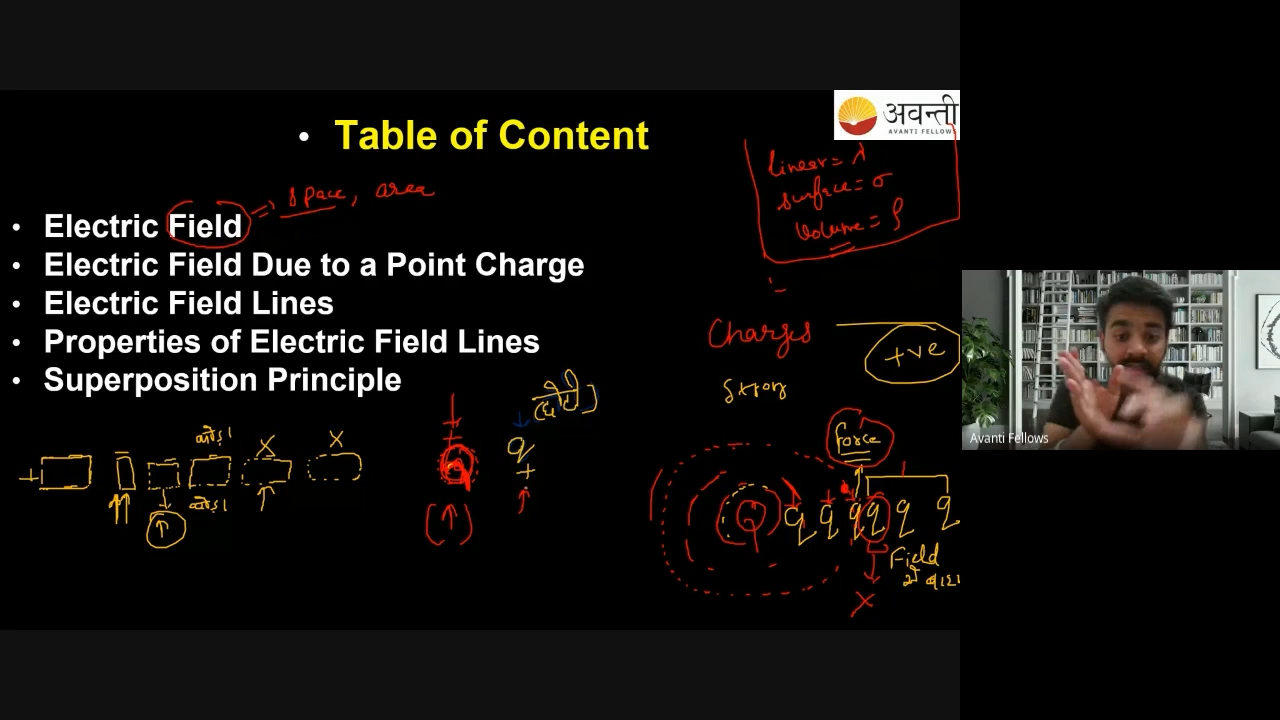 • Table of Content
अवन्ती
AVANTI FELLOW
linear = λ
surface = σ
volume = ρ
⇒ space, area
• Electric Field
• Electric Field Due to a Point Charge
• Electric Field Lines
• Properties of Electric Field Lines
• Superposition Principle
Charges
+ve
strong
Force
q
+
Q
q q q q q q
Field
X X
X
Avanti Fellows